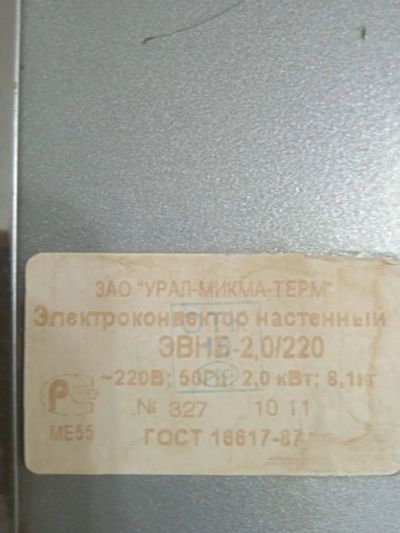 ЗАО "УРАЛ-МИКМА-ТЕРМ"
Электроконвектор настенный
ЭВНБ-2,0/220
~220В; 50Гц; 2,0 кВт; 8,1кг
№ 327 10 11
МЕ55 ГОСТ 16617-87
ОТК